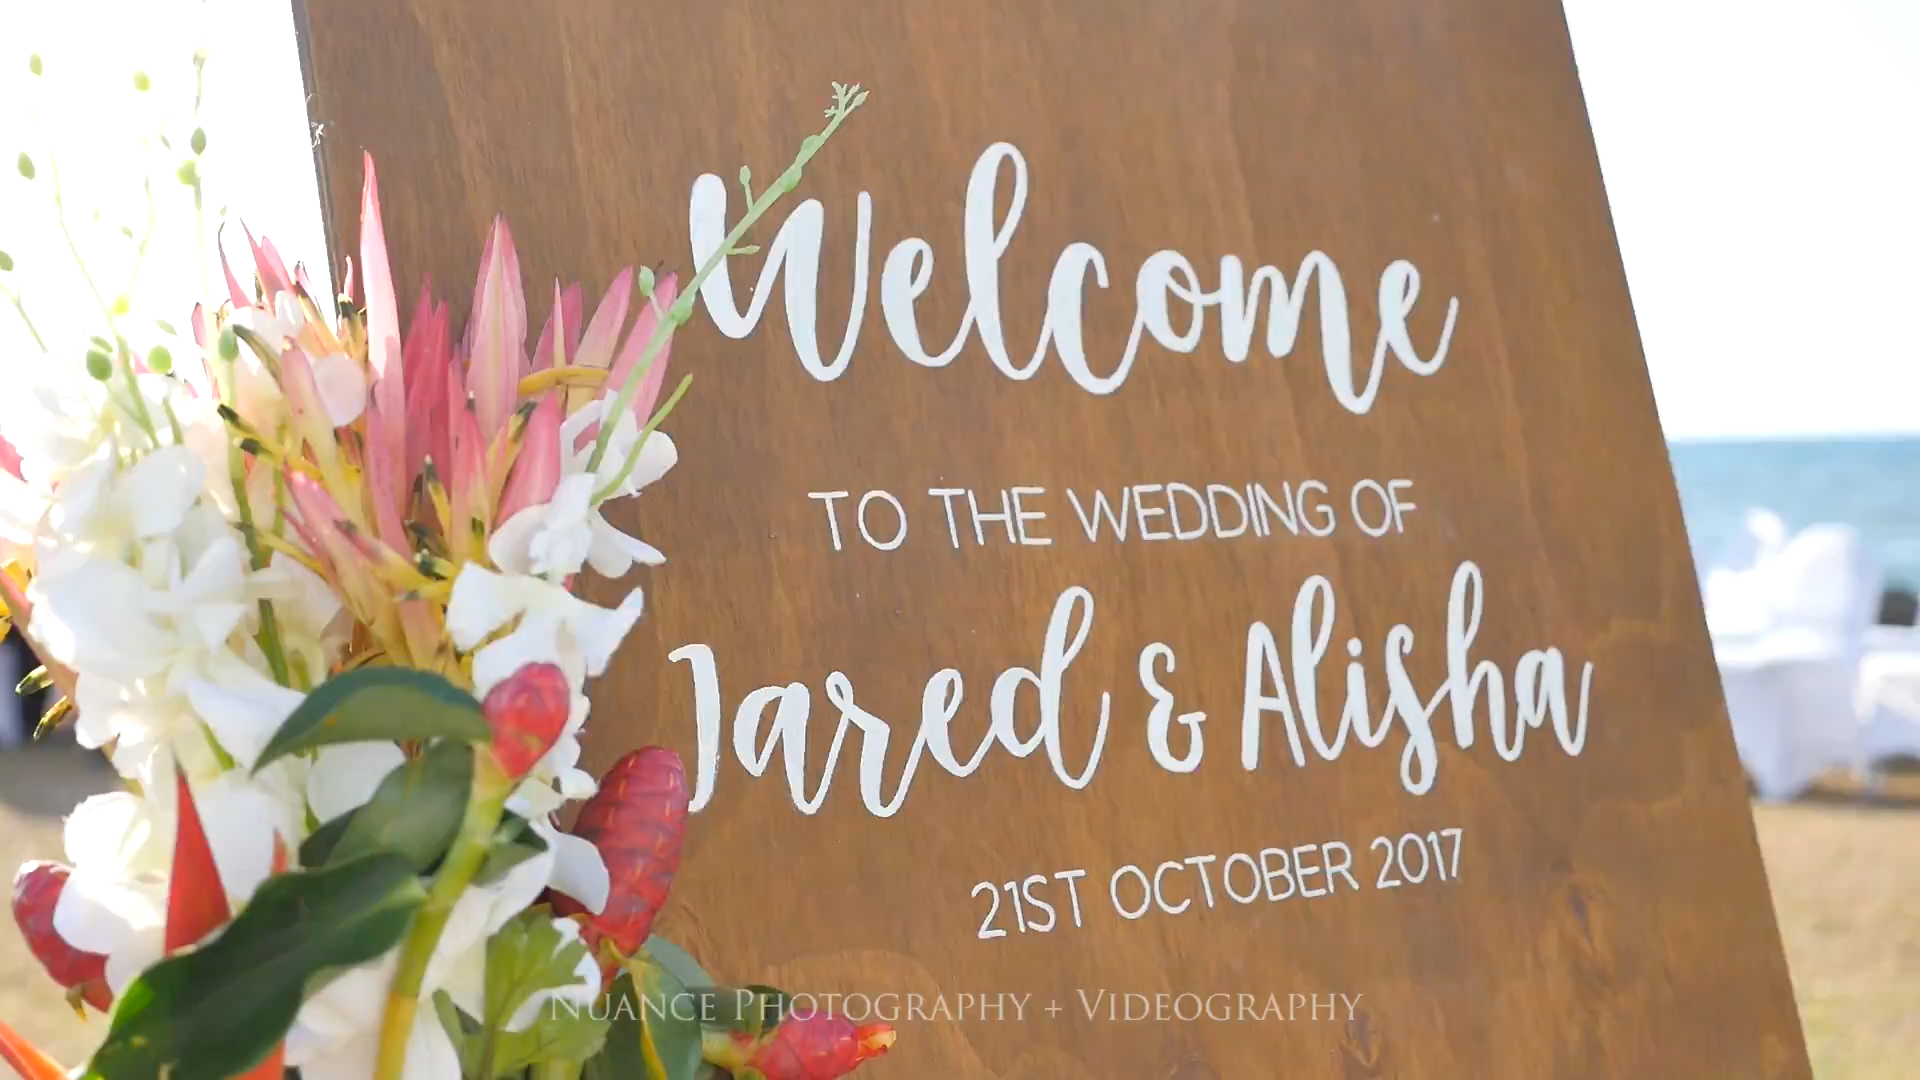 Welcome
TO THE WEDDING OF
Jared & Alisha
21ST OCTOBER 2017
NUANCE PHOTOGRAPHY + VIDEOGRAPHY